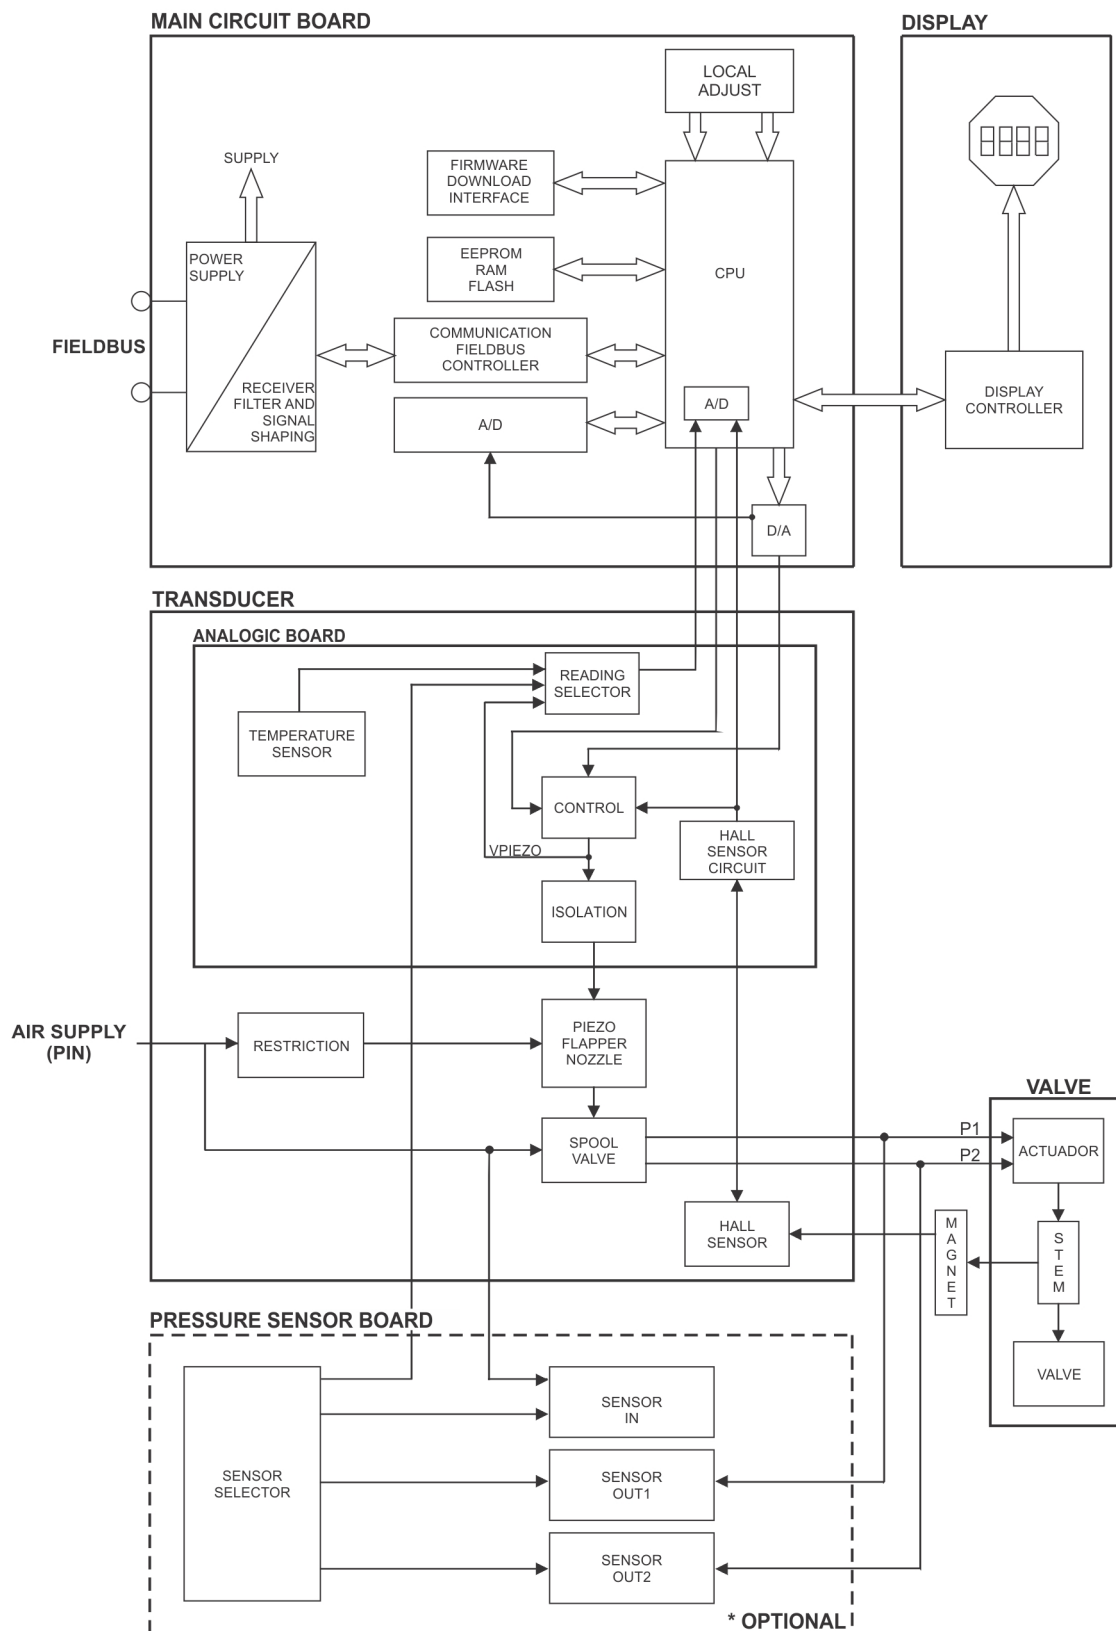 MAIN CIRCUIT BOARD
DISPLAY
LOCAL
ADJUST
SUPPLY
FIRMWARE
DOWNLOAD
INTERFACE
POWER
SUPPLY
EEPROM
RAM
FLASH
CPU
FIELDBUS
COMMUNICATION
FIELDBUS
CONTROLLER
RECEIVER
FILTER AND
SIGNAL
SHAPING
A/D
A/D
DISPLAY
CONTROLLER
D/A
TRANSDUCER
ANALOGIC BOARD
READING
SELECTOR
TEMPERATURE
SENSOR
CONTROL
VPIEZO
HALL
SENSOR
CIRCUIT
ISOLATION
AIR SUPPLY
(PIN)
RESTRICTION
PIEZO
FLAPPER
NOZZLE
VALVE
SPOOL
VALVE
P1
P2
ACTUADOR
HALL
SENSOR
MAGNET
STEM
VALVE
PRESSURE SENSOR BOARD
SENSOR
SELECTOR
SENSOR
IN
SENSOR
OUT1
SENSOR
OUT2
* OPTIONAL